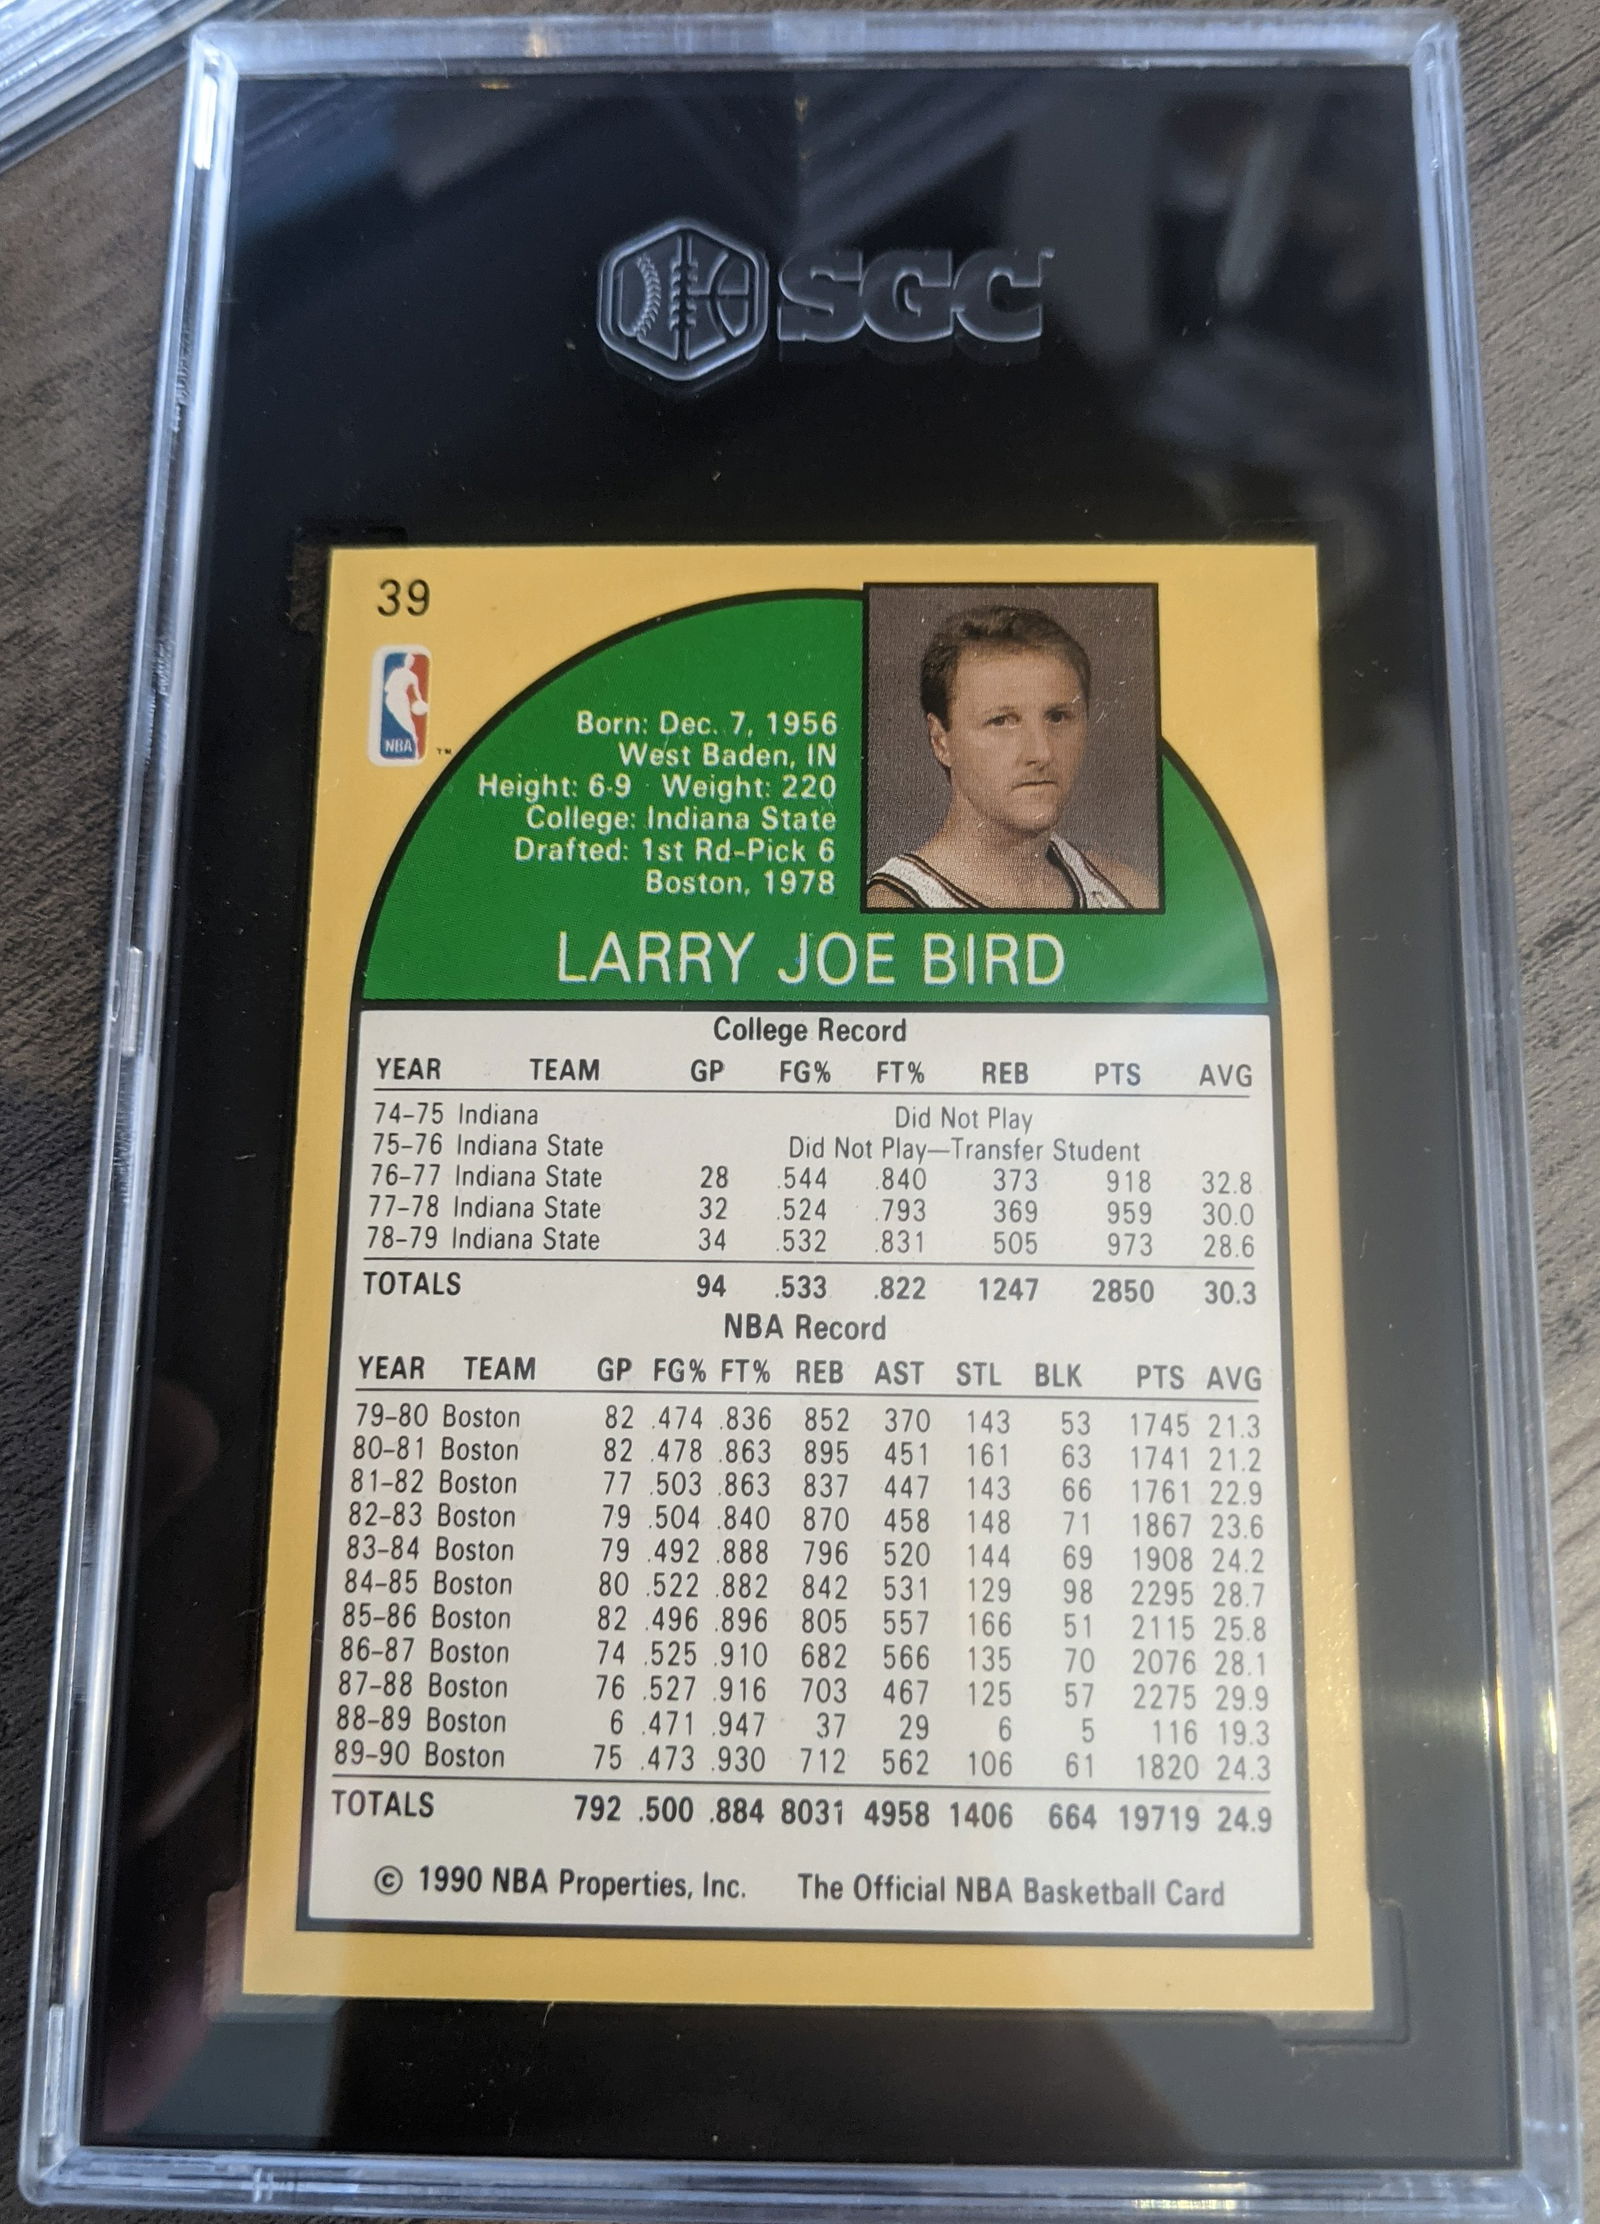 SGC
39
NBA
TM
Born: Dec. 7, 1956
West Baden, IN
Height: 6-9 Weight: 220
College: Indiana State
Drafted: 1st Rd-Pick 6
Boston, 1978
LARRY JOE BIRD
College Record
YEAR TEAM GP FG% FT% REB PTS AVG
74-75 Indiana Did Not Play
75-76 Indiana State Did Not Play—Transfer Student
76-77 Indiana State 28 .544 .840 373 918 32.8
77-78 Indiana State 32 .524 .793 369 959 30.0
78-79 Indiana State 34 .532 .831 505 973 28.6
TOTALS 94 .533 .822 1247 2850 30.3
NBA Record
YEAR TEAM GP FG% FT% REB AST STL BLK PTS AVG
79-80 Boston 82 .474 .836 852 370 143 53 1745 21.3
80-81 Boston 82 .478 .863 895 451 161 63 1741 21.2
81-82 Boston 77 .503 .863 837 447 143 66 1761 22.9
82-83 Boston 79 .504 .840 870 458 148 71 1867 23.6
83-84 Boston 79 .492 .888 796 520 144 69 1908 24.2
84-85 Boston 80 .522 .882 842 531 129 98 2295 28.7
85-86 Boston 82 .496 .896 805 557 166 51 2115 25.8
86-87 Boston 74 .525 .910 682 566 135 70 2076 28.1
87-88 Boston 76 .527 .916 703 467 125 57 2275 29.9
88-89 Boston 6 .471 .947 37 29 6 5 116 19.3
89-90 Boston 75 .473 .930 712 562 106 61 1820 24.3
TOTALS 792 .500 .884 8031 4958 1406 664 19719 24.9
© 1990 NBA Properties, Inc. The Official NBA Basketball Card